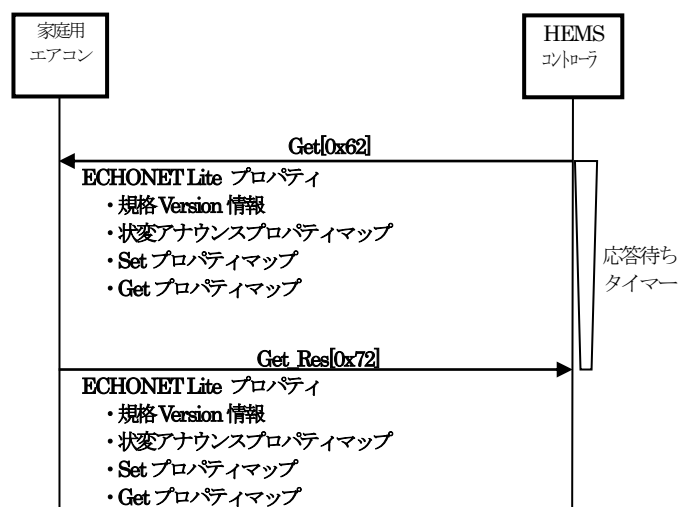 家庭用
エアコン
HEMS
コントローラ
Get[0x62]
ECHONET Lite プロパティ
・規格 Version 情報
・状変アナウンスプロパティマップ
・Set プロパティマップ
・Get プロパティマップ
応答待ち
タイマー
Get_Res[0x72]
ECHONET Lite プロパティ
・規格 Version 情報
・状変アナウンスプロパティマップ
・Set プロパティマップ
・Get プロパティマップ